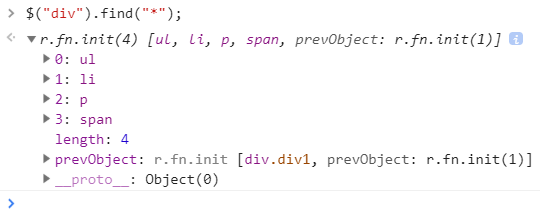 > $("div").find("*");
r.fn.init(4) [ul, li, p, span, prevObject: r.fn.init(1)] i
0: ul
1: li
2: p
3: span
length: 4
prevObject: r.fn.init [div.div1, prevObject: r.fn.init(1)]
__proto__: Object(0)
>